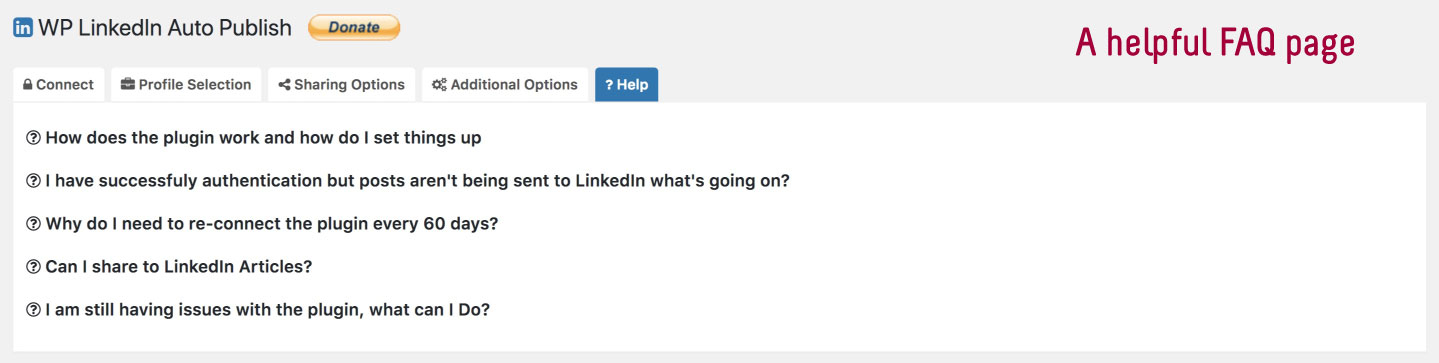 in WP LinkedIn Auto Publish Donate
A helpful FAQ page
Connect Profile Selection Sharing Options Additional Options ? Help
? How does the plugin work and how do I set things up
? I have successfuly authentication but posts aren't being sent to LinkedIn what's going on?
? Why do I need to re-connect the plugin every 60 days?
? Can I share to LinkedIn Articles?
? I am still having issues with the plugin, what can I Do?